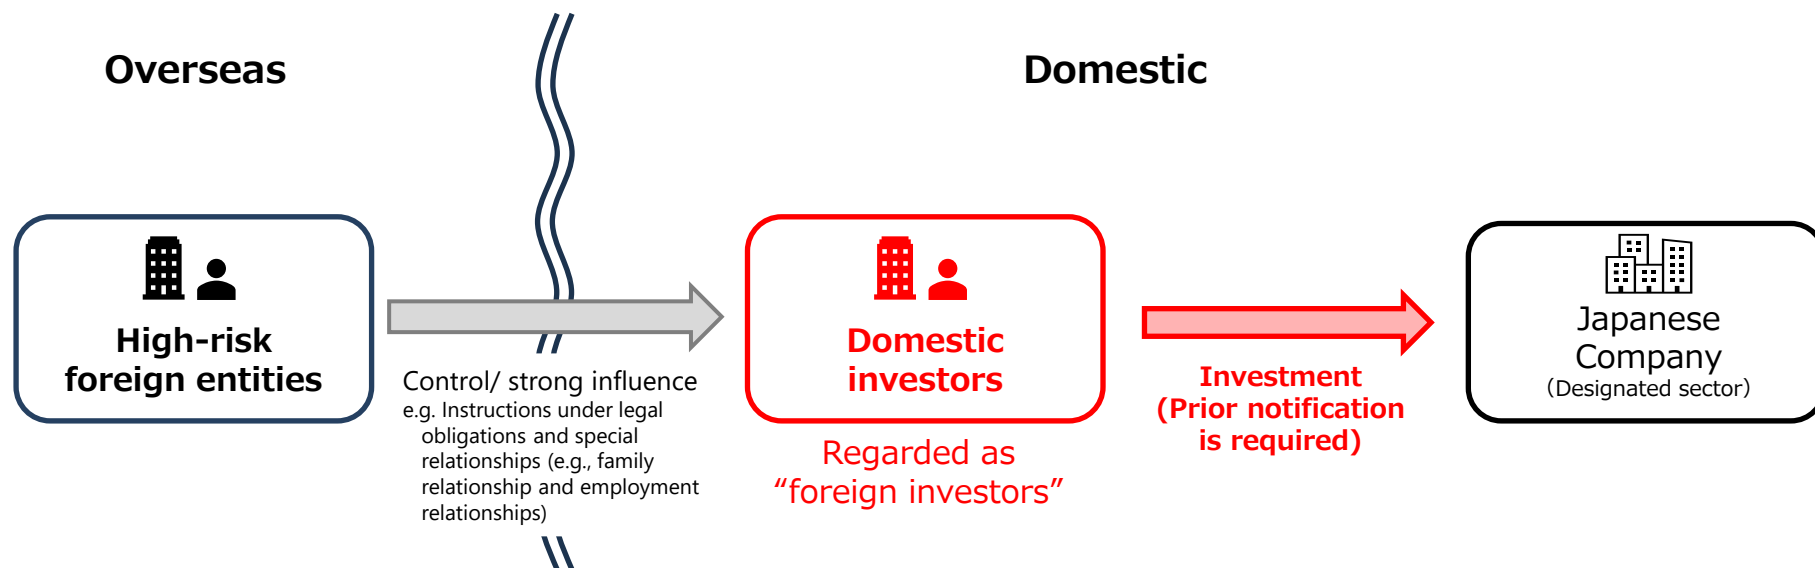 Overseas
Domestic
High-risk
foreign entities
Control/ strong influence
e.g. Instructions under legal
obligations and special
relationships (e.g., family
relationship and employment
relationships)
Domestic
investors
Regarded as
“foreign investors”
Investment
(Prior notification
is required)
Japanese
Company
（Designated sector）